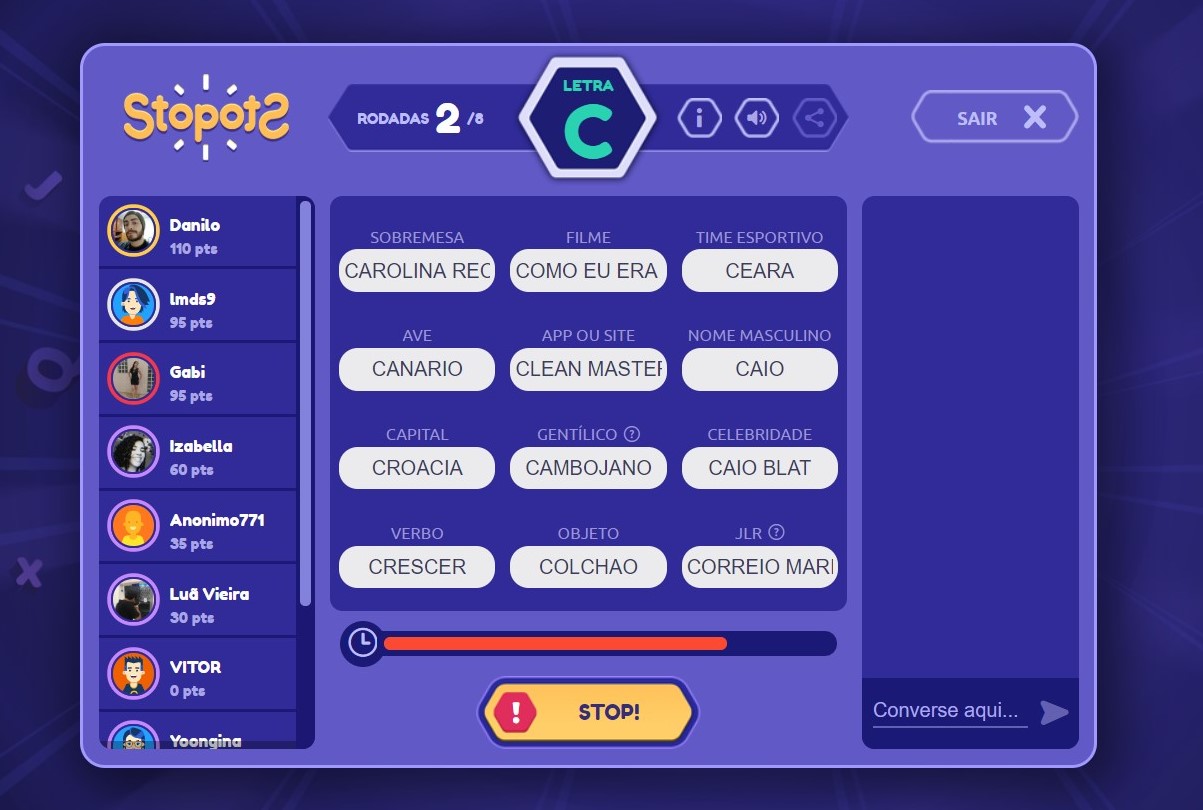 StopotS
RODADAS 2 /8
LETRA
C
SAIR
Danilo
110 pts
lmds9
95 pts
Gabi
95 pts
Izabella
60 pts
Anonimo771
35 pts
Luã Vieira
30 pts
VITOR
0 pts
Yoongina
SOBREMESA FILME TIME ESPORTIVO
CAROLINA REC COMO EU ERA CEARA
AVE APP OU SITE NOME MASCULINO
CANARIO CLEAN MASTER CAIO
CAPITAL GENTÍLICO ? CELEBRIDADE
CROACIA CAMBOJANO CAIO BLAT
VERBO OBJETO JLR ?
CRESCER COLCHAO CORREIO MARI
! STOP!
Converse aqui...